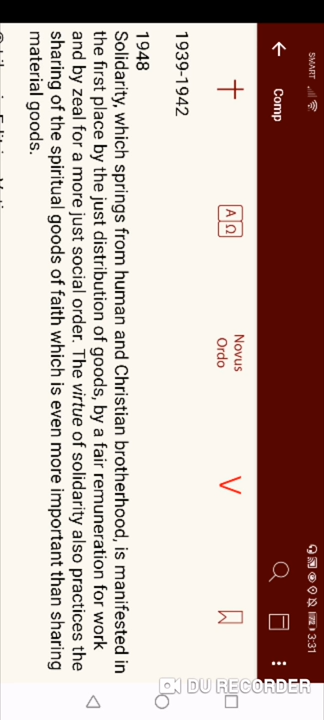 SMART
72% 3:31
Comp
Α Ω
Novus
Ordo
1939-1942
1948
Solidarity, which springs from human and Christian brotherhood, is manifested in
the first place by the just distribution of goods, by a fair remuneration for work
and by zeal for a more just social order. The virtue of solidarity also practices the
sharing of the spiritual goods of faith which is even more important than sharing
material goods.
DU RECORDER